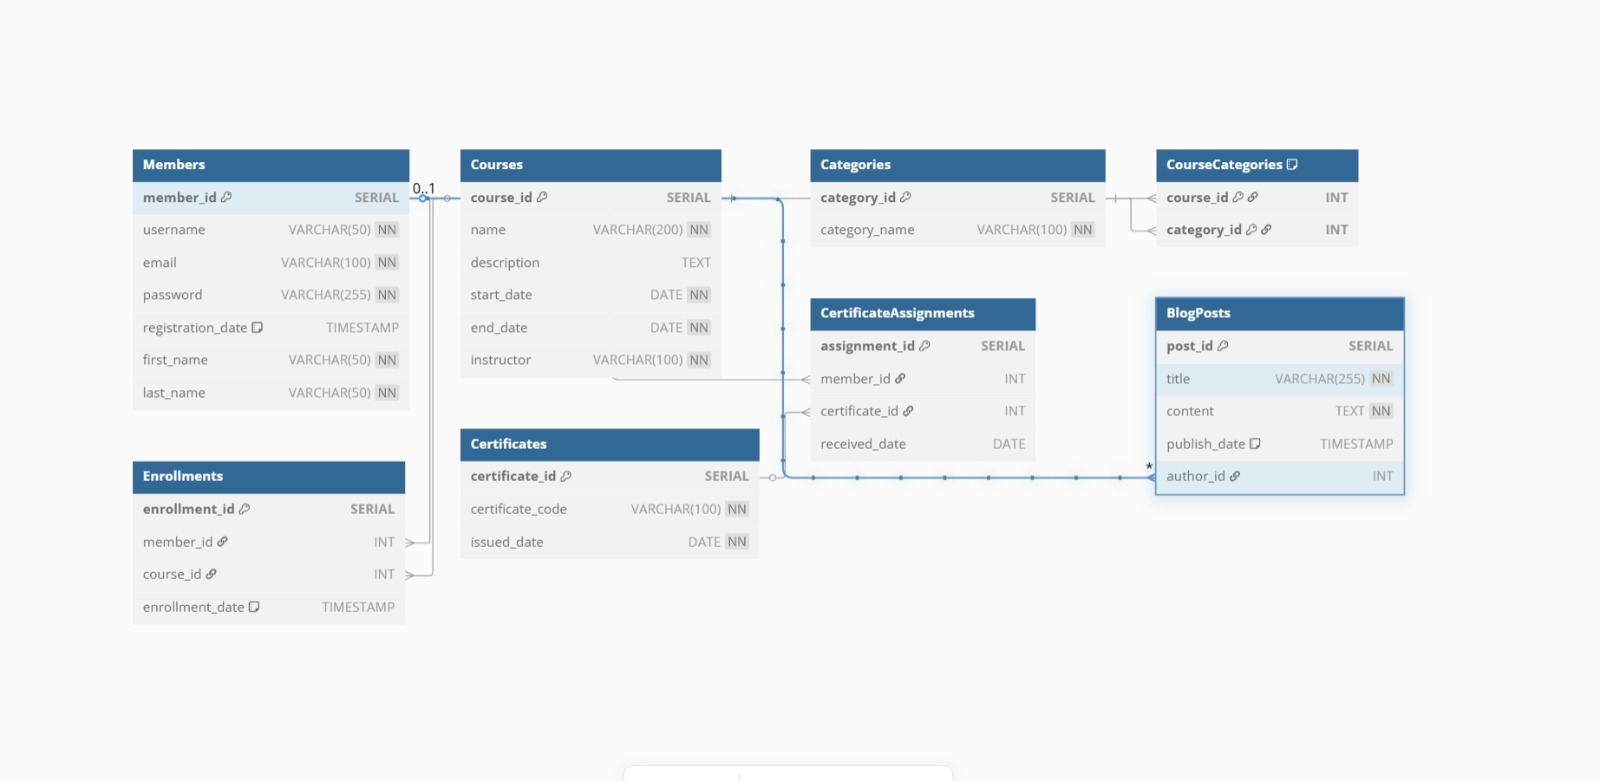 Members
member_id SERIAL
username VARCHAR(50) NN
email VARCHAR(100) NN
password VARCHAR(255) NN
registration_date TIMESTAMP
first_name VARCHAR(50) NN
last_name VARCHAR(50) NN
0..1
Courses
course_id SERIAL
name VARCHAR(200) NN
description TEXT
start_date DATE NN
end_date DATE NN
instructor VARCHAR(100) NN
Categories
category_id SERIAL
category_name VARCHAR(100) NN
CourseCategories
course_id INT
category_id INT
CertificateAssignments
assignment_id SERIAL
member_id INT
certificate_id INT
received_date DATE
BlogPosts
post_id SERIAL
title VARCHAR(255) NN
content TEXT NN
publish_date TIMESTAMP
*
author_id INT
Enrollments
enrollment_id SERIAL
member_id INT
course_id INT
enrollment_date TIMESTAMP
Certificates
certificate_id SERIAL
certificate_code VARCHAR(100) NN
issued_date DATE NN